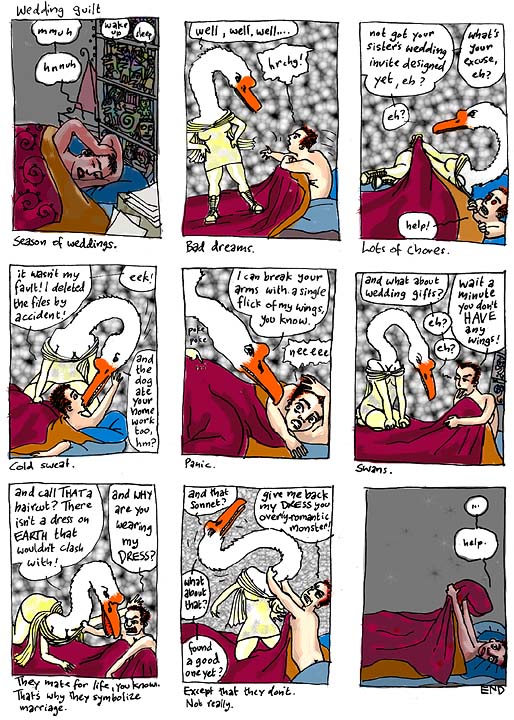 Wedding guilt
mmuh
hnnuh
wake
up
sleep
Season of weddings.
well, well, well....
hrchg!
Bad dreams.
not got your
sister's wedding
invite designed
yet, eh?
what's
your
excuse,
eh?
eh?
help!
Lots of chores.
it wasn't my
fault! I deleted
the files by
accident!
eek!
and
the
dog
ate
your
home
work
too,
hm?
Cold sweat.
I can break your
arms with a single
flick of my wings,
you know.
poke
poke
neeeee
Panic.
and what about
wedding gifts?
eh?
eh?
wait a
minute
you don't
HAVE
any
wings!
Swans.
and call THAT a
haircut? There
isn't a dress on
EARTH that
wouldn't clash
with!
and WHY
are you
wearing
my
DRESS?
They mate for life, you know.
That's why they symbolize
marriage.
and that
sonnet?
give me back
my DRESS you
overly-romantic
monster!
what
about
that?
found
a good
one yet?
Except that they don't.
Not really.
help.
END